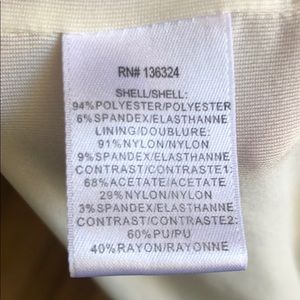 RN# 136324
SHELL/SHELL:
94%POLYESTER/POLYESTER
6%SPANDEX/ELASTHANNE
LINING/DOUBLURE:
91%NYLON/NYLON
9%SPANDEX/ELASTHANNE
CONTRAST/CONTRASTE1:
68%ACETATE/ACETATE
29%NYLON/NYLON
3%SPANDEX/ELASTHANNE
CONTRAST/CONTRASTE2:
60%PU/PU
40%RAYON/RAYONNE